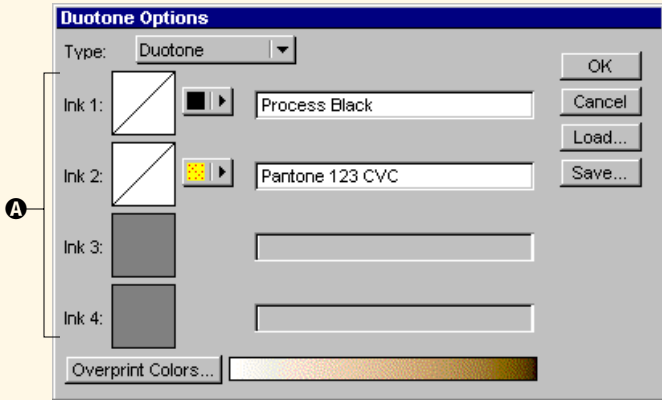 Duotone Options
Type: Duotone
OK
Ink 1: Process Black
Cancel
Load...
Ink 2: Pantone 123 CVC
Save...
A
Ink 3:
Ink 4:
Overprint Colors...